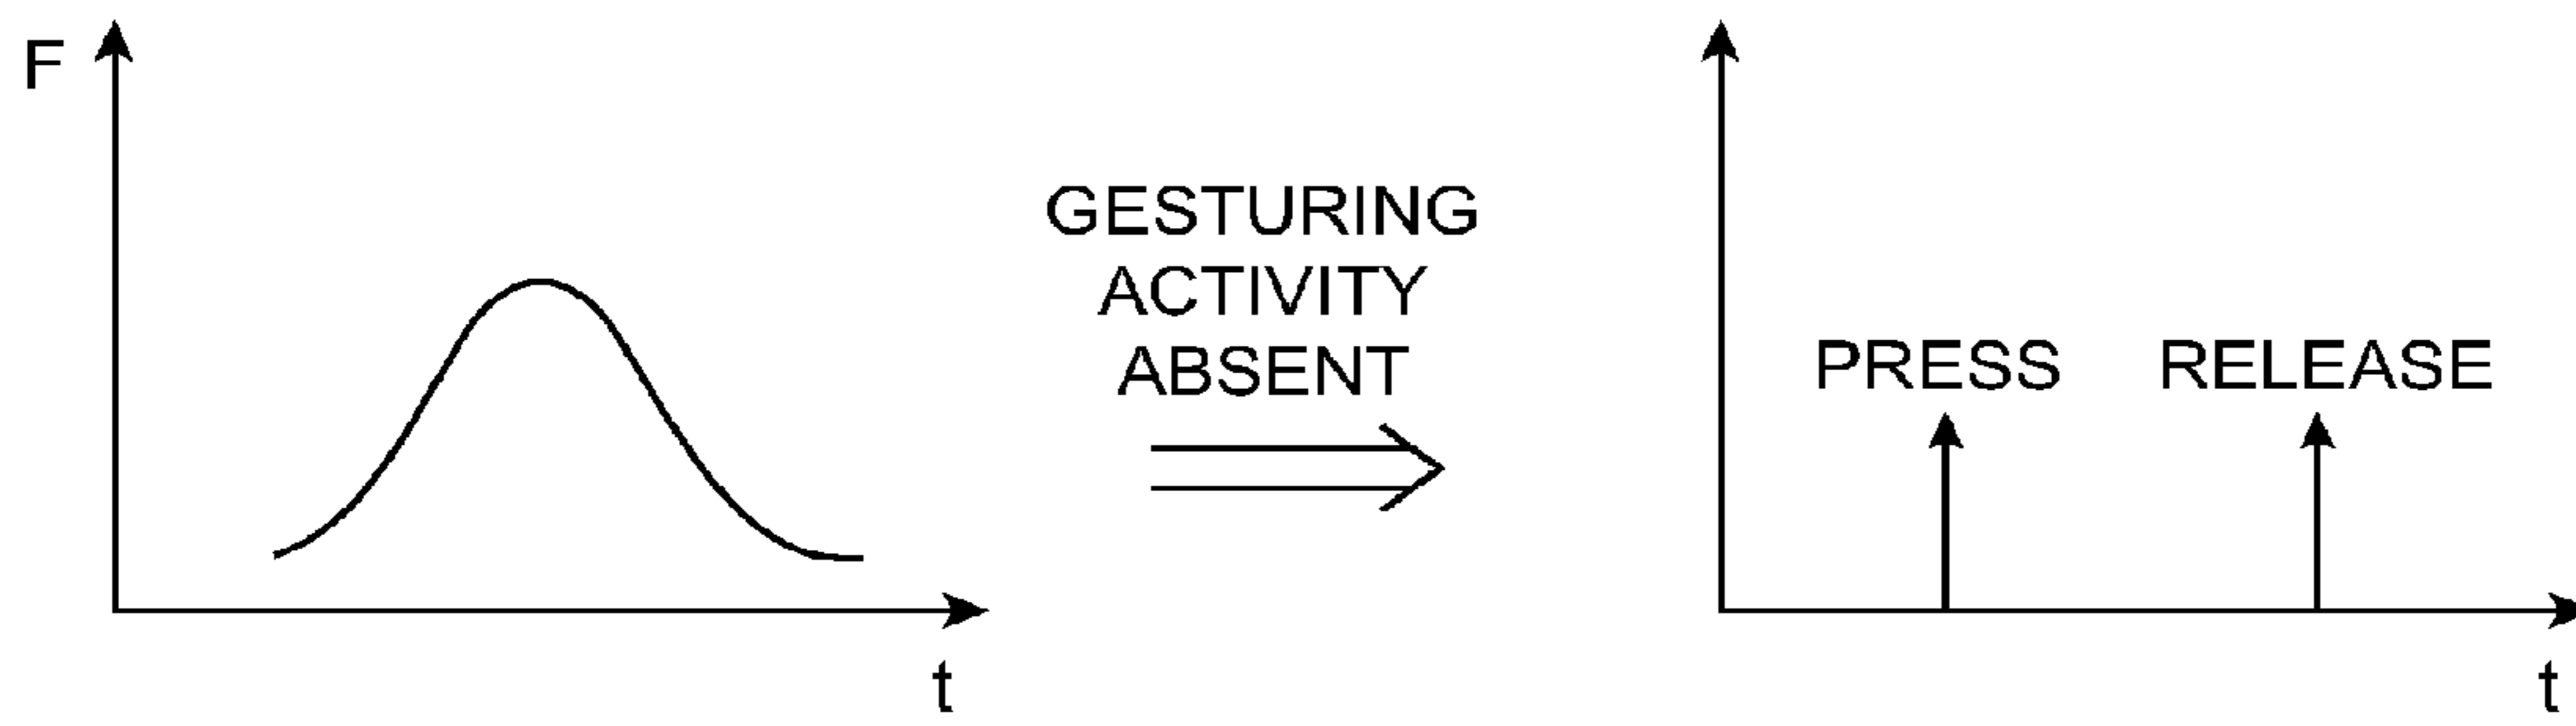 F
GESTURING
ACTIVITY
ABSENT
PRESS RELEASE
t
t